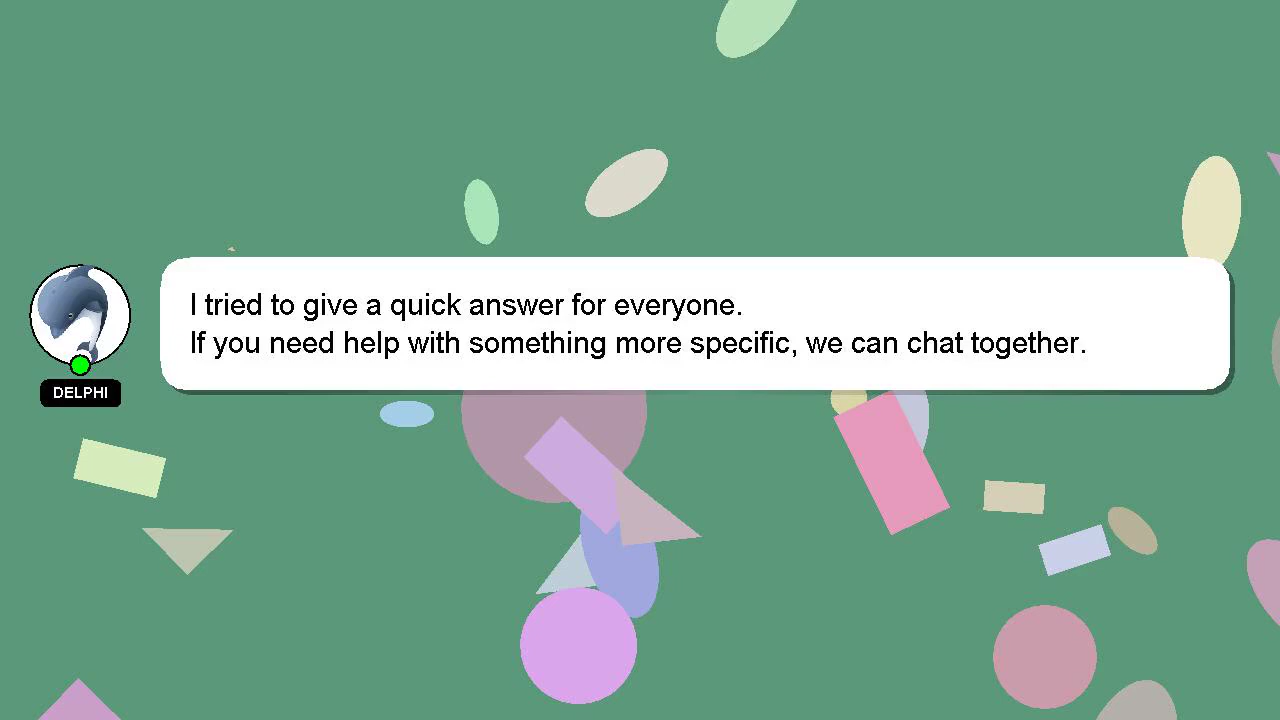 I tried to give a quick answer for everyone.
If you need help with something more specific, we can chat together.
DELPHI